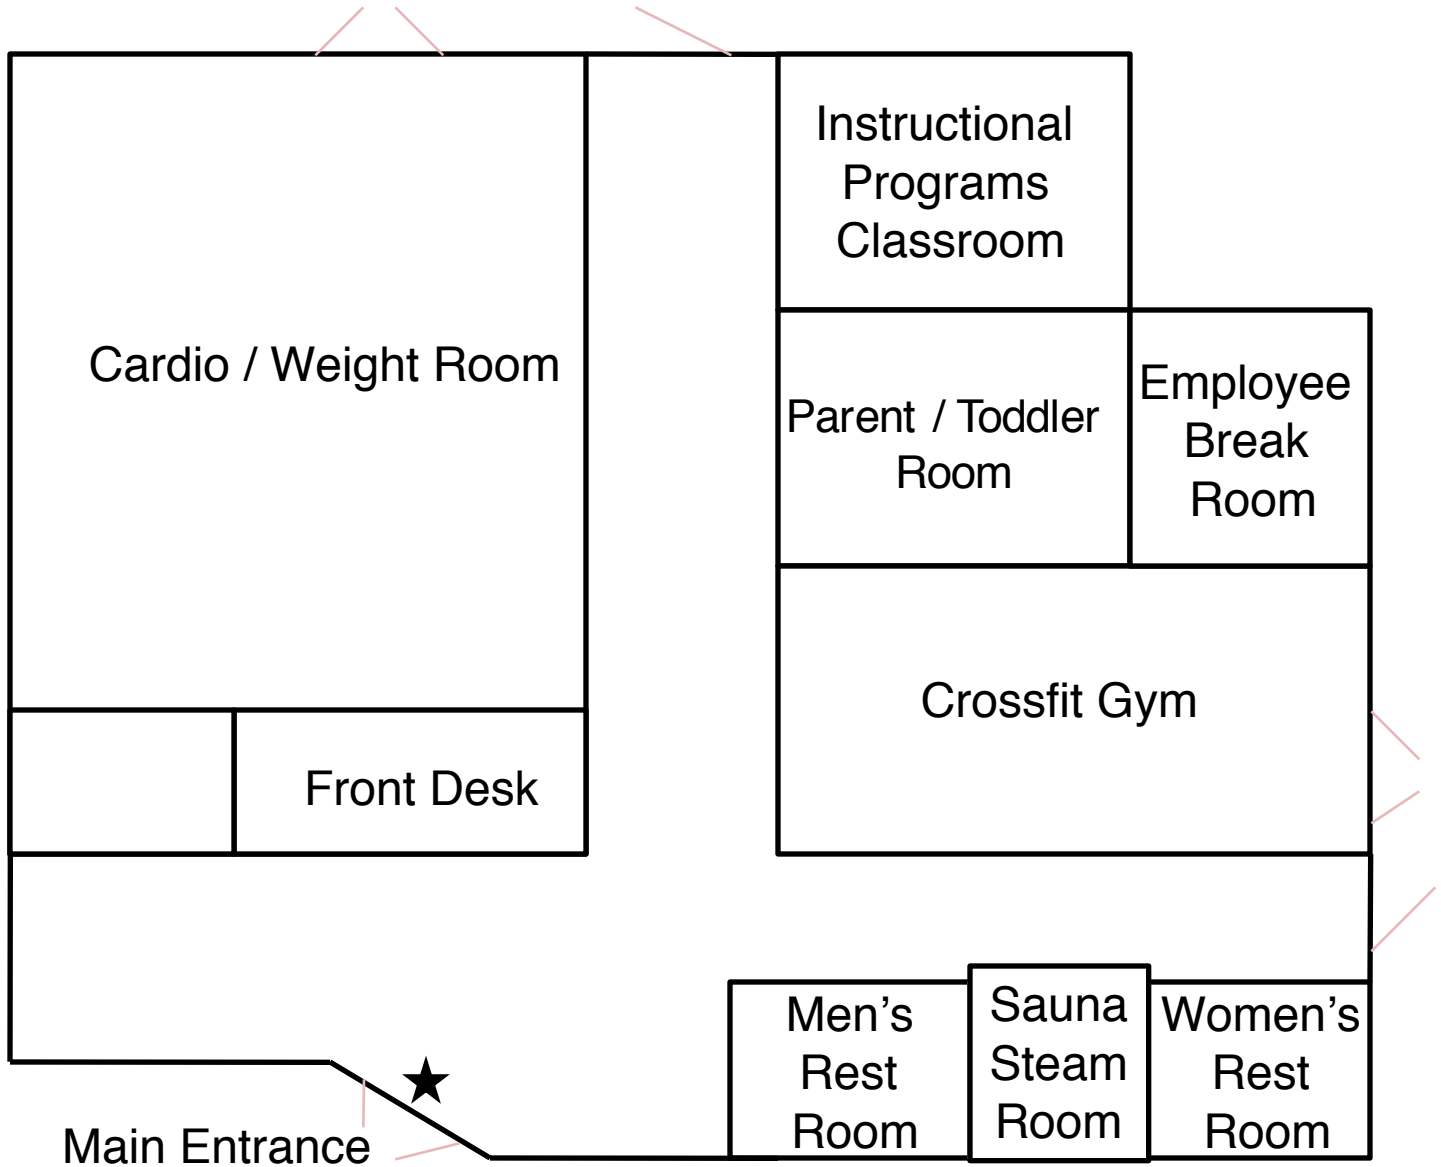 Instructional
Programs
Classroom
Cardio / Weight Room
Parent / Toddler
Room
Employee
Break
Room
Crossfit Gym
Front Desk
Men’s
Rest
Room
Sauna
Steam
Room
Women’s
Rest
Room
Main Entrance